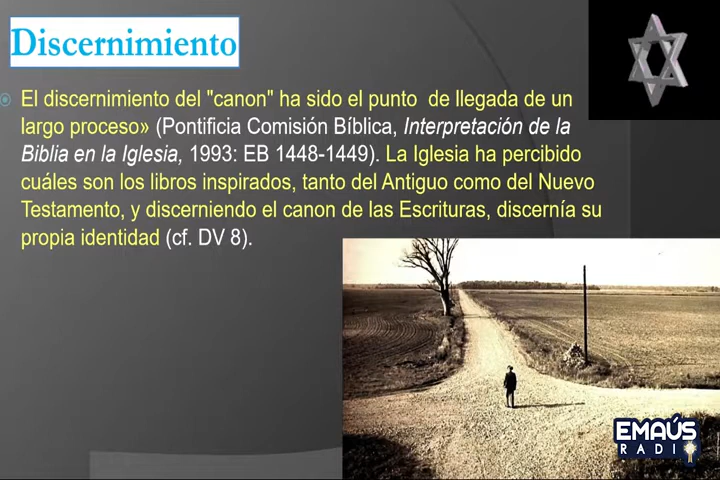 Discernimiento
El discernimiento del "canon" ha sido el punto de llegada de un
largo proceso» (Pontificia Comisión Bíblica, Interpretación de la
Biblia en la Iglesia, 1993: EB 1448-1449). La Iglesia ha percibido
cuáles son los libros inspirados, tanto del Antiguo como del Nuevo
Testamento, y discerniendo el canon de las Escrituras, discernía su
propia identidad (cf. DV 8).
EMAÚS
RADIO